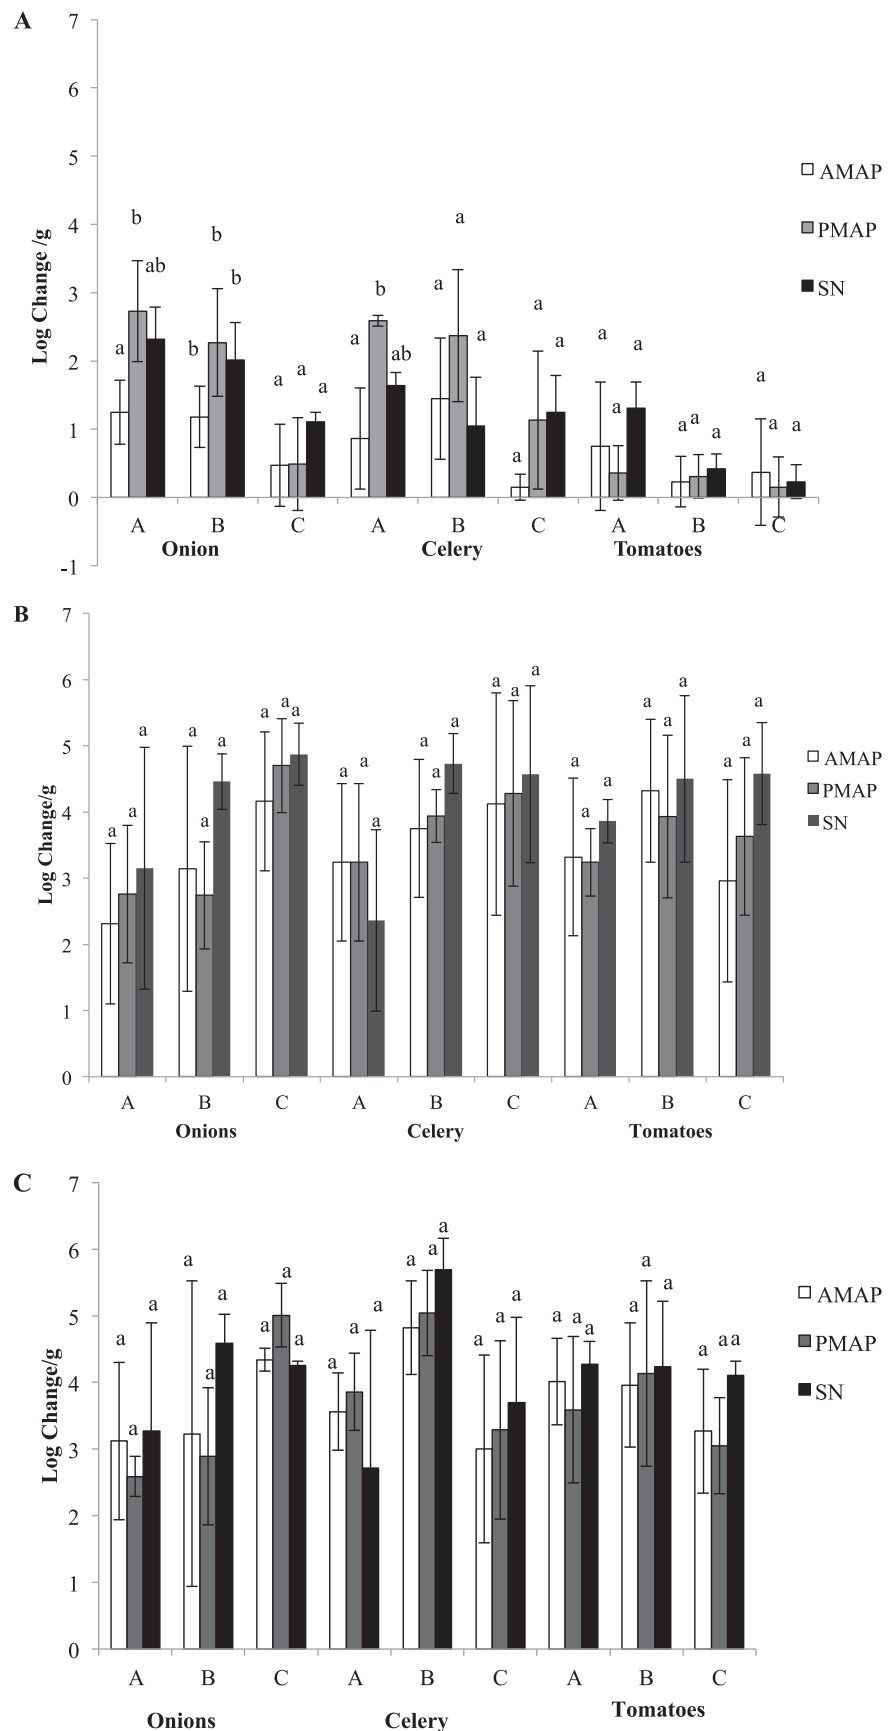 A
7
6
5
4
3
2
1
0
-1
Log Change /g
a b ab
b b b
a a a
a b ab
a a a
a a a
a a a
a a a
a a a
A B C A B C A B C
Onion Celery Tomatoes
AMAP
PMAP
SN
B
7
6
5
4
3
2
1
0
Log Change/g
a a a
a a a
a a a
a a a
a a a
a a a
a a a
a a a
a a a
A B C A B C A B C
Onions Celery Tomatoes
AMAP
PMAP
SN
C
7
6
5
4
3
2
1
0
Log Change/g
a a a
a a a
a a a
a a a
a a a
a a a
a a a
a a a
a a a
A B C A B C A B C
Onions Celery Tomatoes
AMAP
PMAP
SN